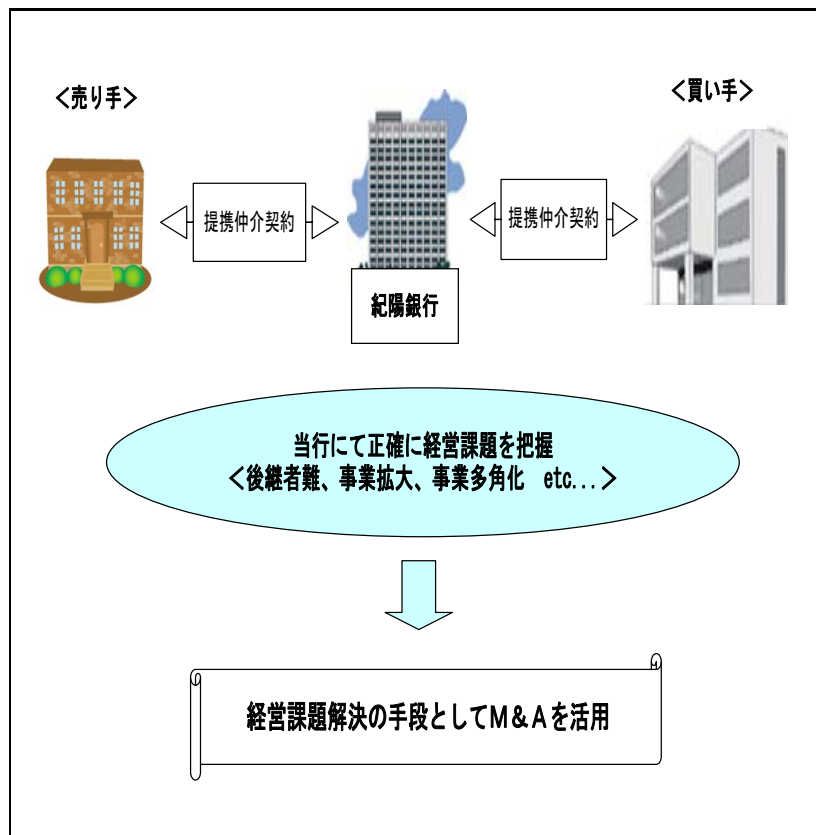 ＜売り手＞
＜買い手＞
提携仲介契約
提携仲介契約
紀陽銀行
当行にて正確に経営課題を把握
＜後継者難、事業拡大、事業多角化　etc...＞
経営課題解決の手段としてＭ＆Ａを活用